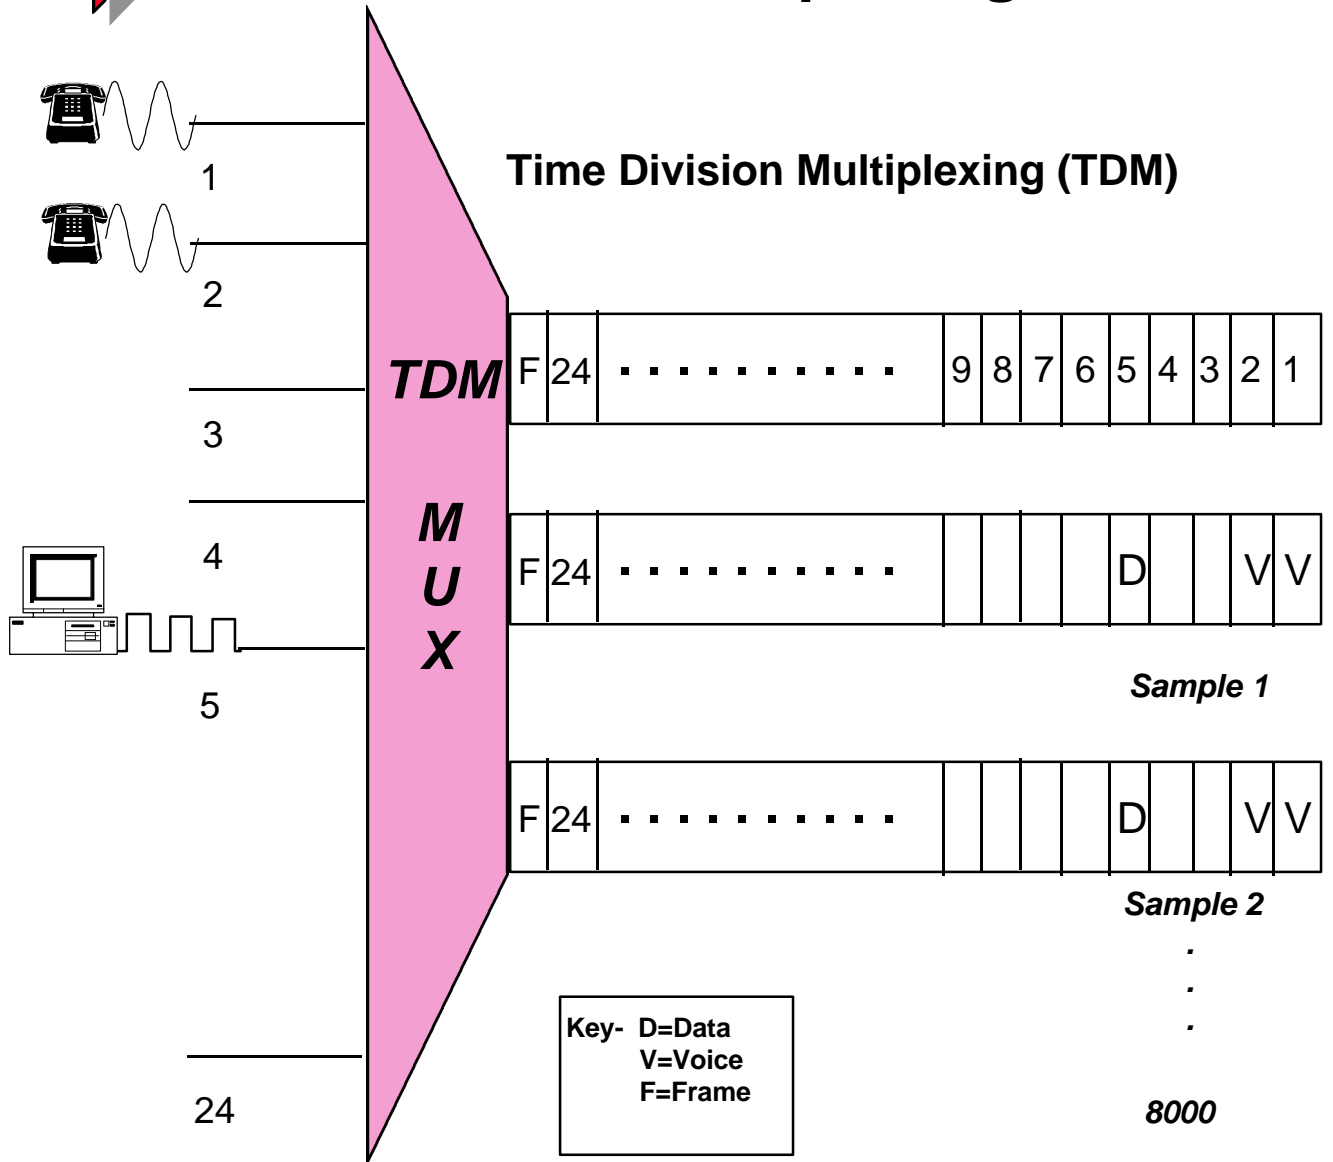 1
Time Division Multiplexing (TDM)
2
TDM
F 24 . . . . . . . . . . 9 8 7 6 5 4 3 2 1
3
M
U
X
4
F 24 . . . . . . . . . . D V V
Sample 1
5
F 24 . . . . . . . . . . D V V
Sample 2
.
.
.
Key- D=Data
V=Voice
F=Frame
24
8000